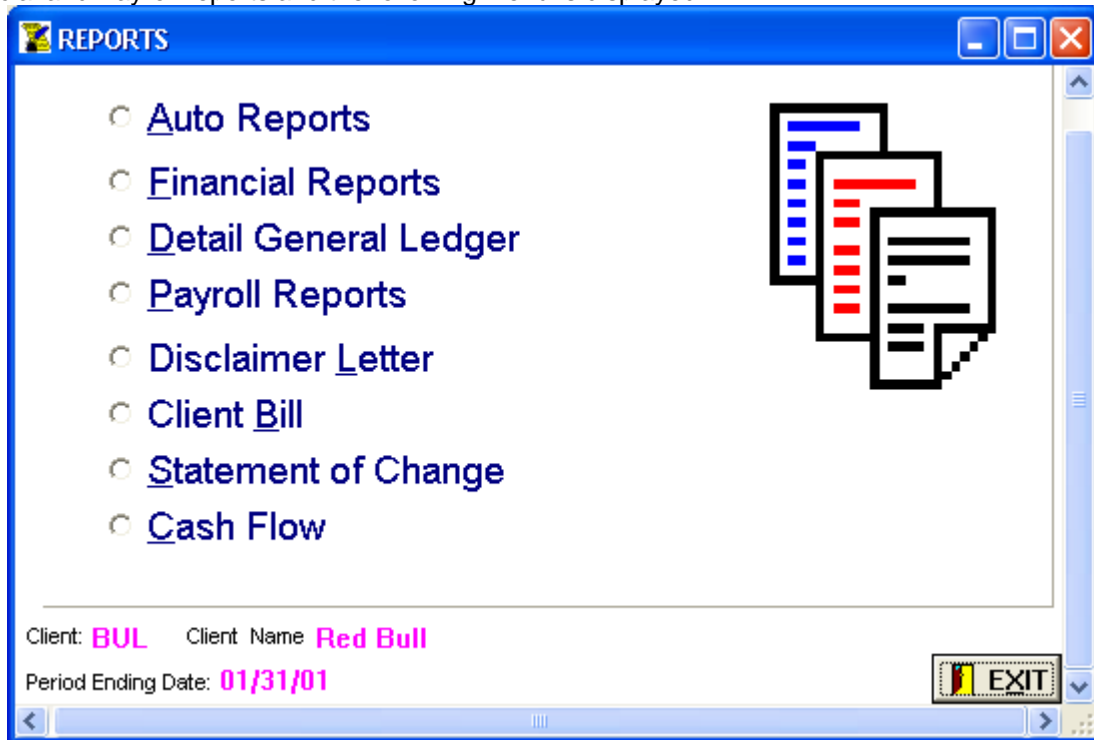 REPORTS
Auto Reports
Financial Reports
Detail General Ledger
Payroll Reports
Disclaimer Letter
Client Bill
Statement of Change
Cash Flow
Client: BUL Client Name Red Bull
Period Ending Date: 01/31/01
EXIT